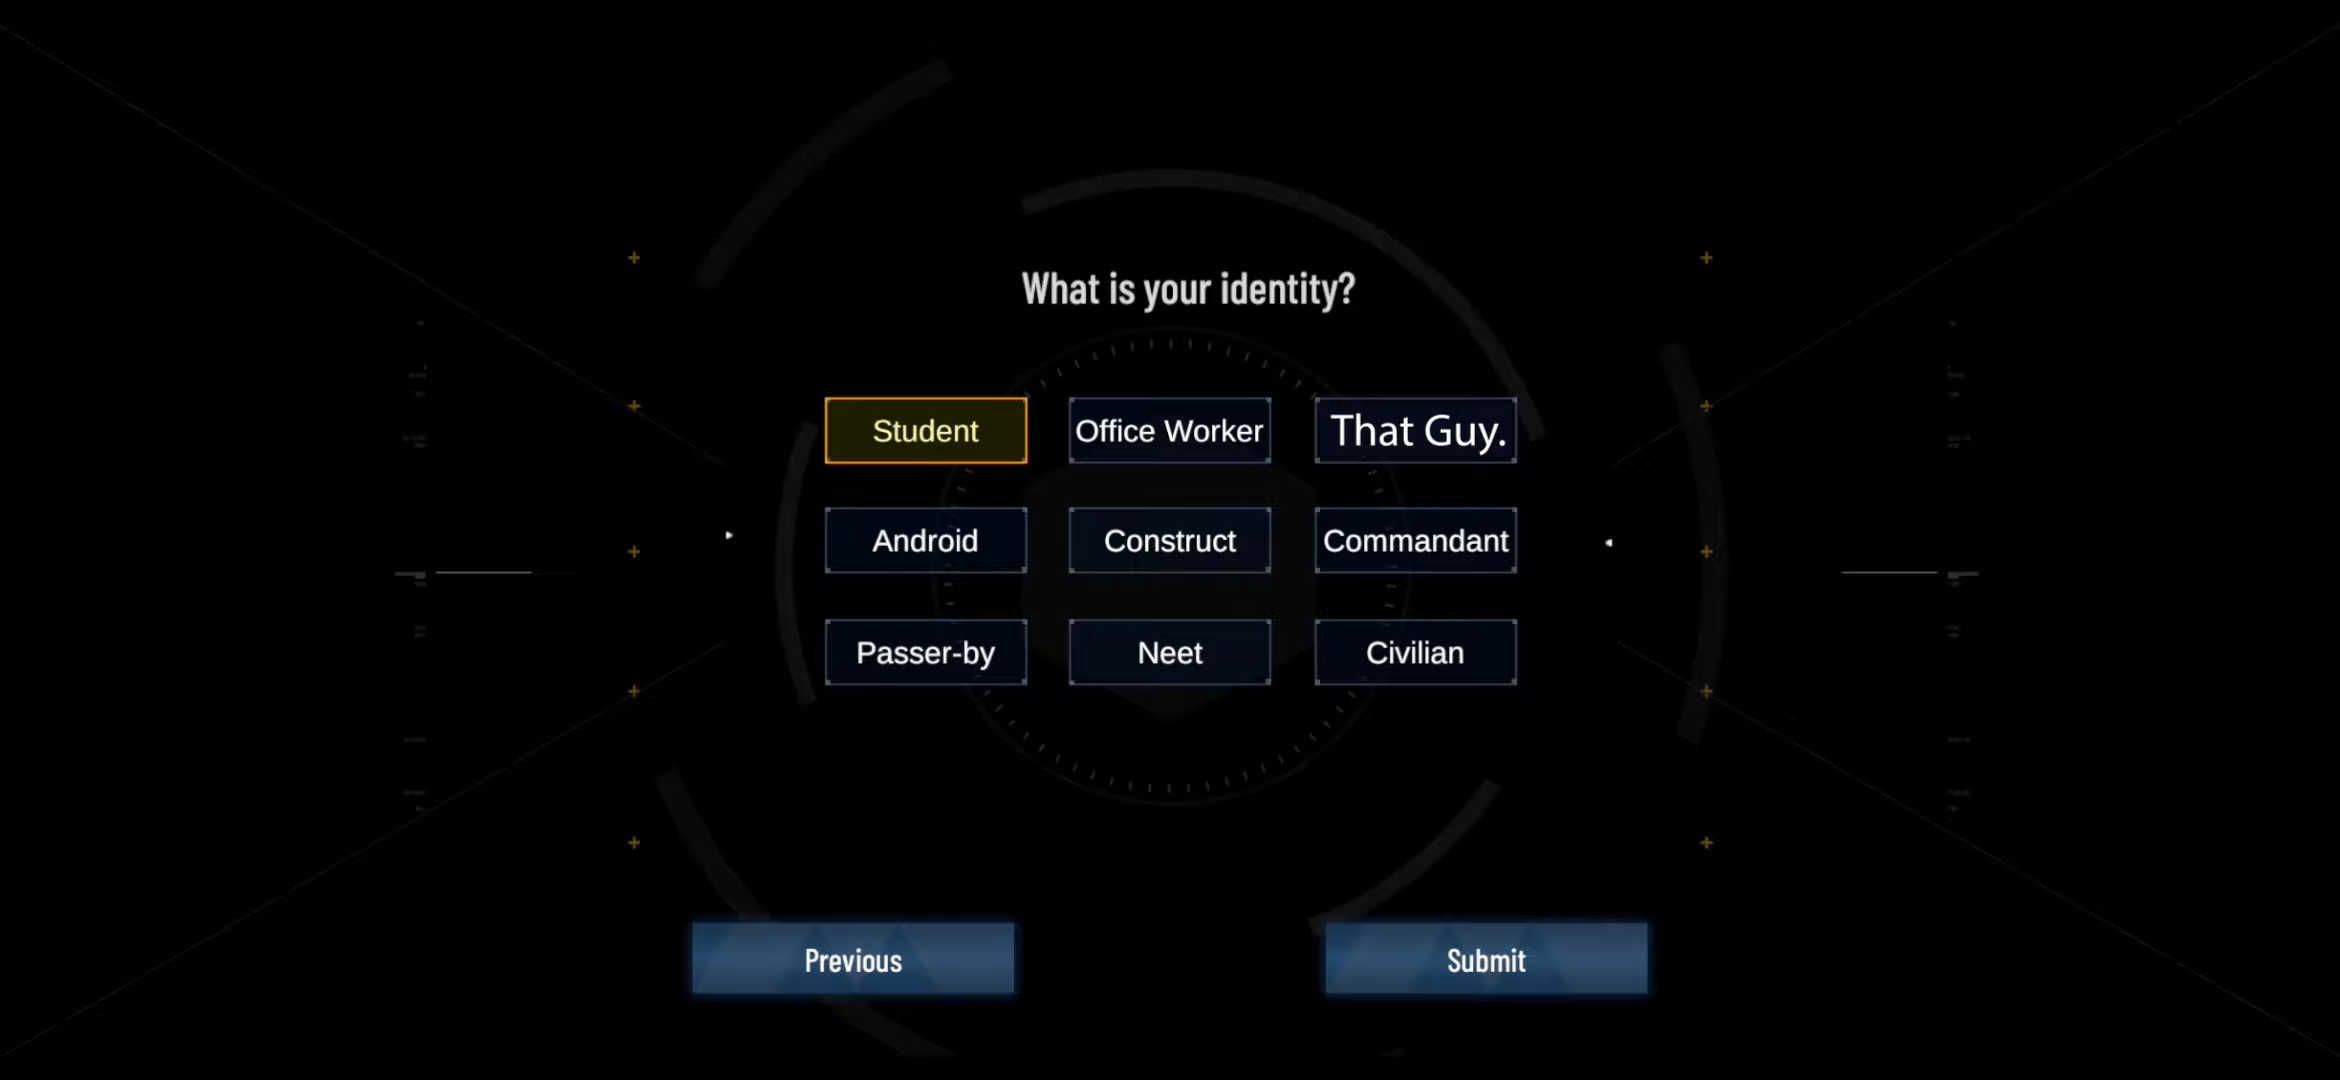 What is your identity?
Student
Office Worker
That Guy.
Android
Construct
Commandant
Passer-by
Neet
Civilian
Previous
Submit